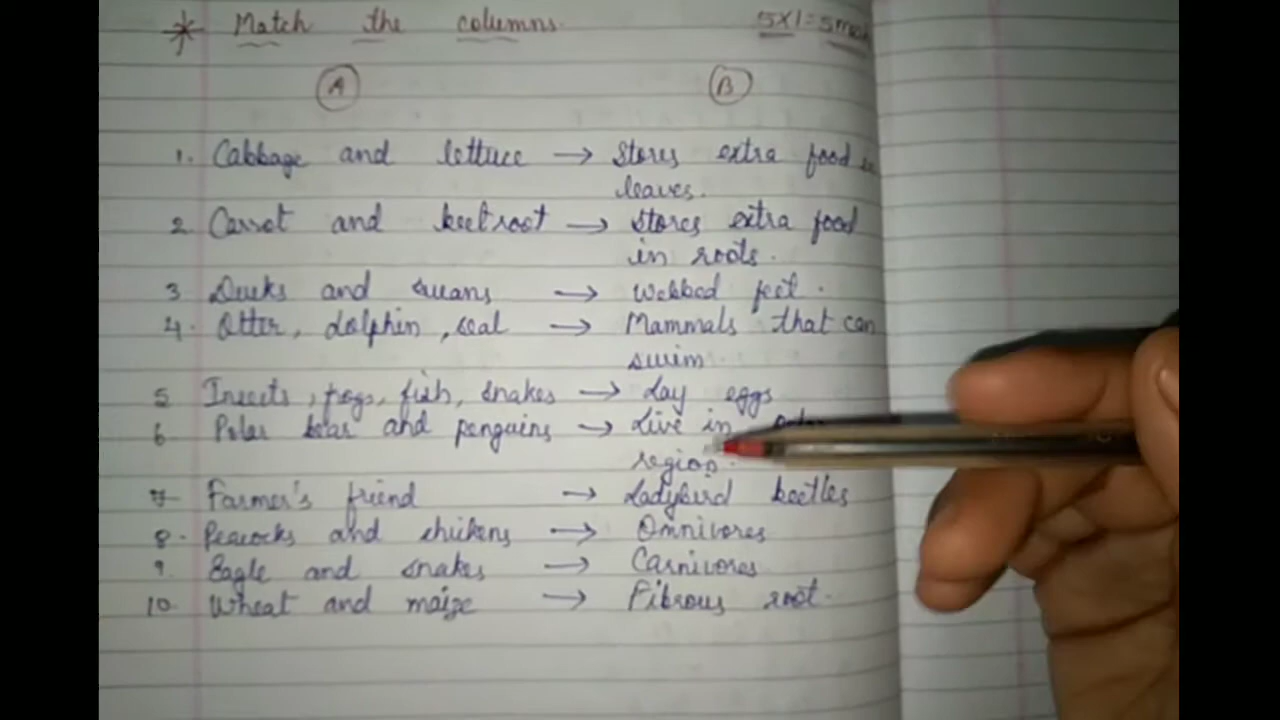 * Match the columns.
5x1=5
A B
1. Cabbage and lettuce → Stores extra food
leaves.
2 Carrot and beetroot → Stores extra food
in roots.
3 Ducks and swans → Webbed feet.
4. Otter, dolphin, seal → Mammals that can
swim.
5 Insects, frogs, fish, snakes → Lay eggs
6 Polar bear and penguins → Live in
region.
7 Farmer's friend → Ladybird beetles
8. Peacocks and chickens → Omnivores
9. Eagle and snakes → Carnivores
10. Wheat and maize → Fibrous root.